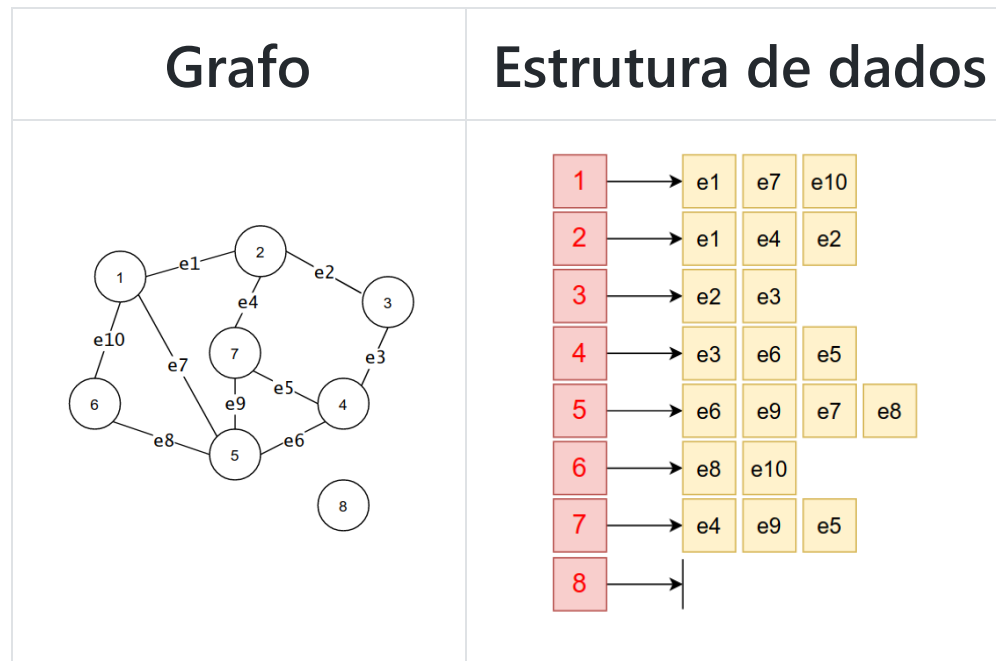 Grafo
Estrutura de dados
1 e1 2 e2 3
e4
e10 e7 7 e3
e5 4
6 e9
e8 e6
5
8
1 e1 e7 e10
2 e1 e4 e2
3 e2 e3
4 e3 e6 e5
5 e6 e9 e7 e8
6 e8 e10
7 e4 e9 e5
8